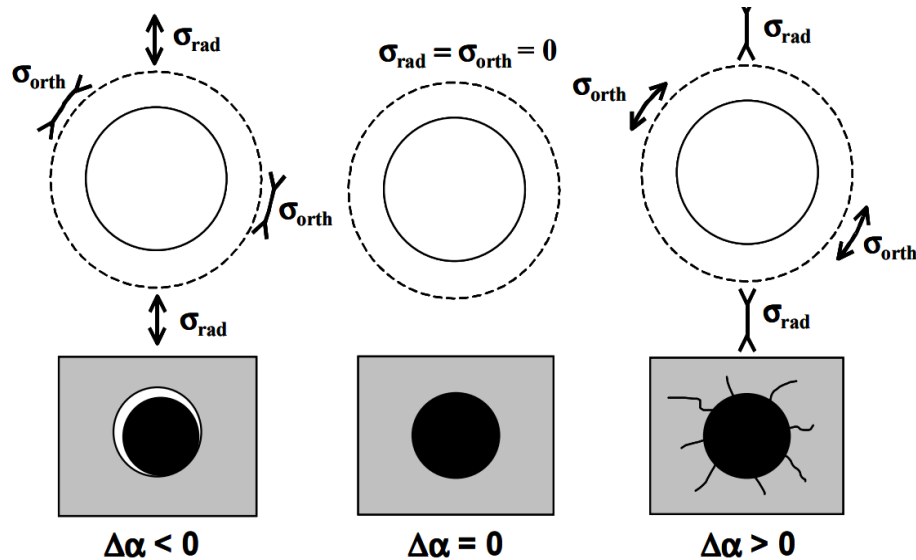 σrad
σorth
σorth
σrad
σrad = σorth = 0
σrad
σorth
σorth
σrad
Δα < 0
Δα = 0
Δα > 0